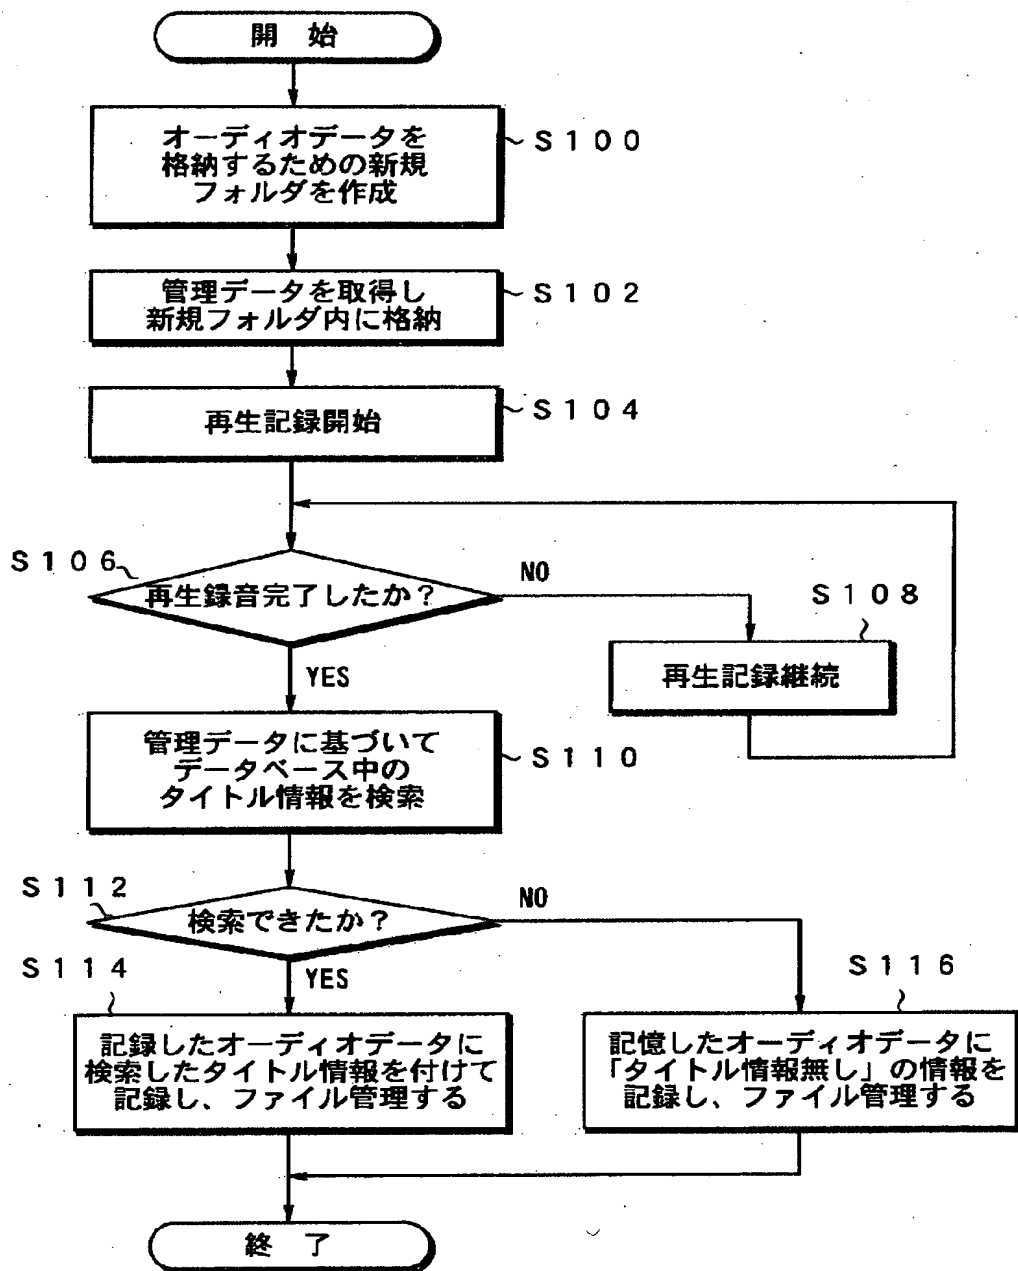 開 始
オーディオデータを
格納するための新規
フォルダを作成
S100
管理データを取得し
新規フォルダ内に格納
S102
再生記録開始
S104
S106
再生録音完了したか?
NO
YES
S108
再生記録継続
管理データに基づいて
データベース中の
タイトル情報を検索
S110
S112
検索できたか?
NO
YES
S114
記録したオーディオデータに
検索したタイトル情報を付けて
記録し、ファイル管理する
S116
記憶したオーディオデータに
「タイトル情報無し」の情報を
記録し、ファイル管理する
終 了